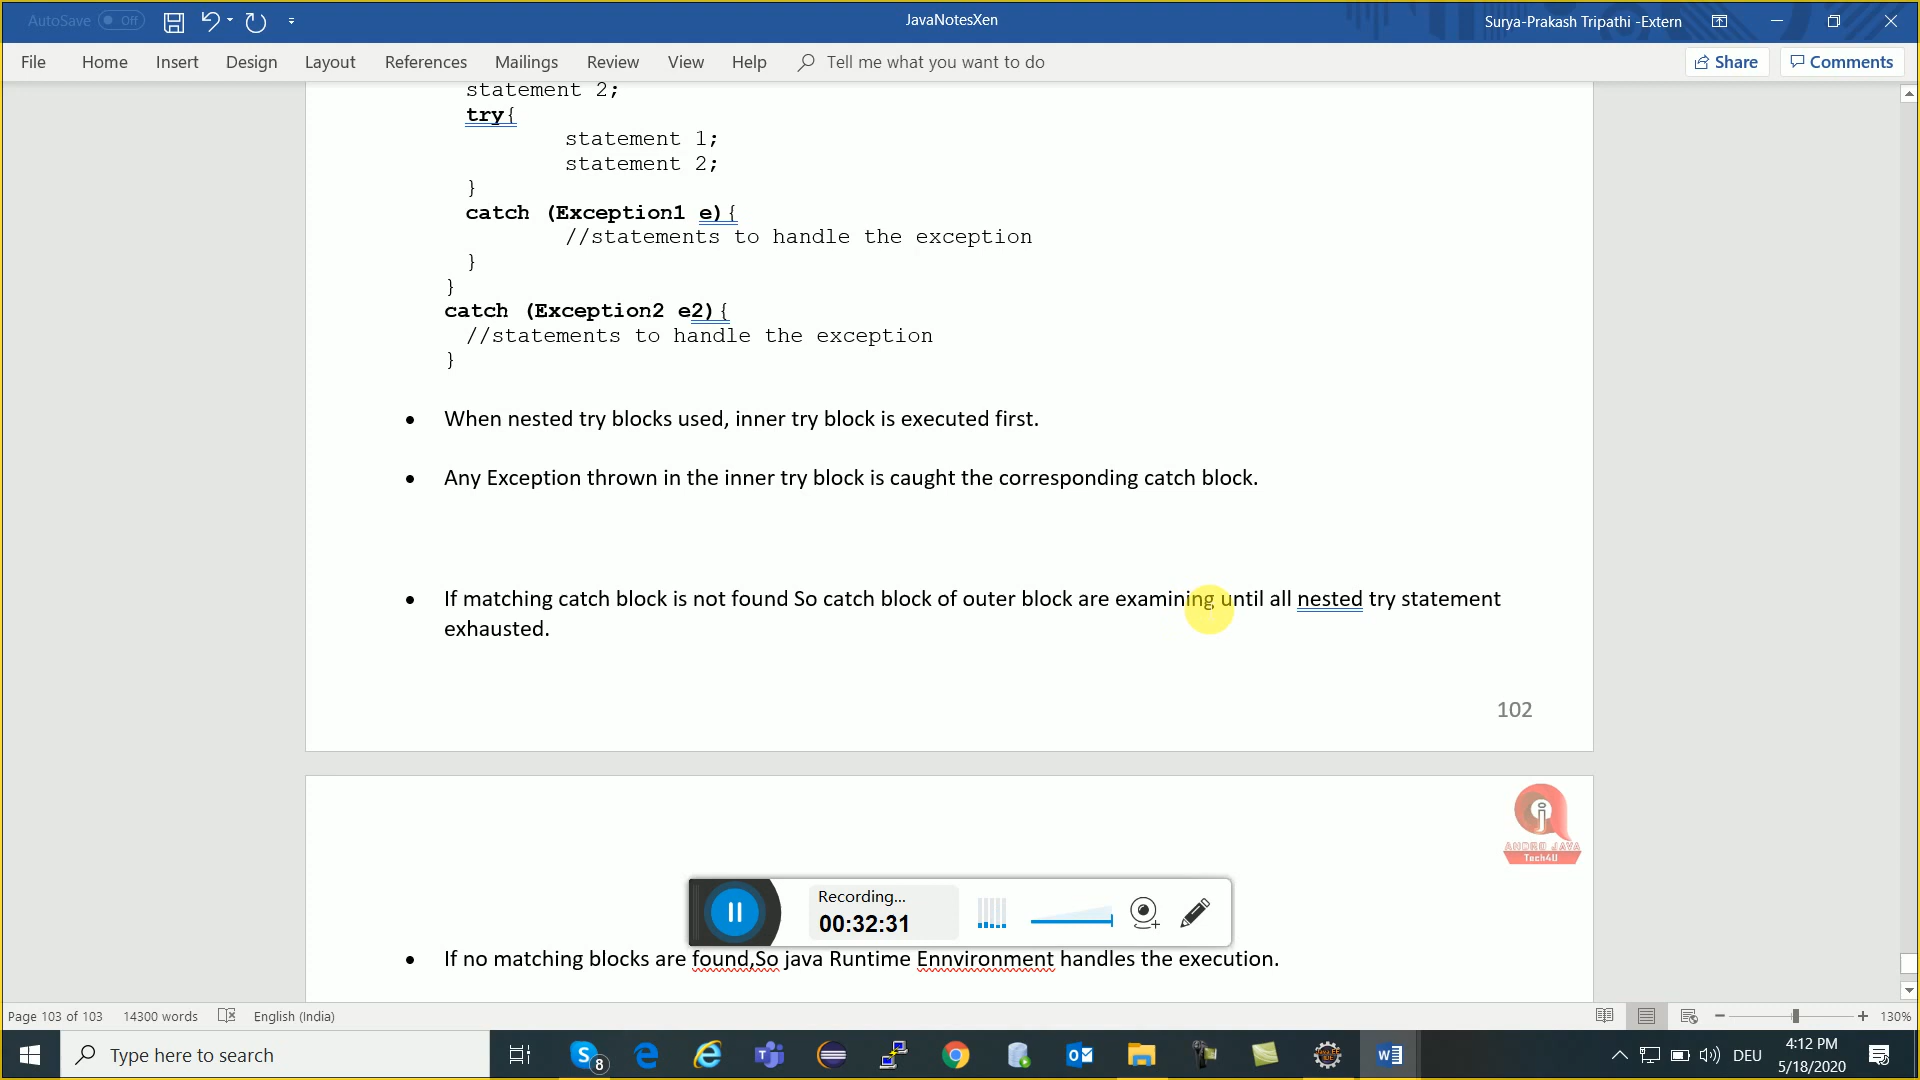 AutoSave Off
JavaNotesXen
Surya-Prakash Tripathi -Extern
File Home Insert Design Layout References Mailings Review View Help Tell me what you want to do Share Comments
statement 2;
try{
statement 1;
statement 2;
}
catch (Exception1 e){
//statements to handle the exception
}
}
catch (Exception2 e2){
//statements to handle the exception
}
• When nested try blocks used, inner try block is executed first.
• Any Exception thrown in the inner try block is caught the corresponding catch block.
• If matching catch block is not found So catch block of outer block are examining until all nested try statement
exhausted.
102
ANDRO JAVA
Tech4U
Recording...
00:32:31
• If no matching blocks are found,So java Runtime Ennvironment handles the execution.
Page 103 of 103 14300 words English (India) 130%
Type here to search
8
DEU
4:12 PM
5/18/2020